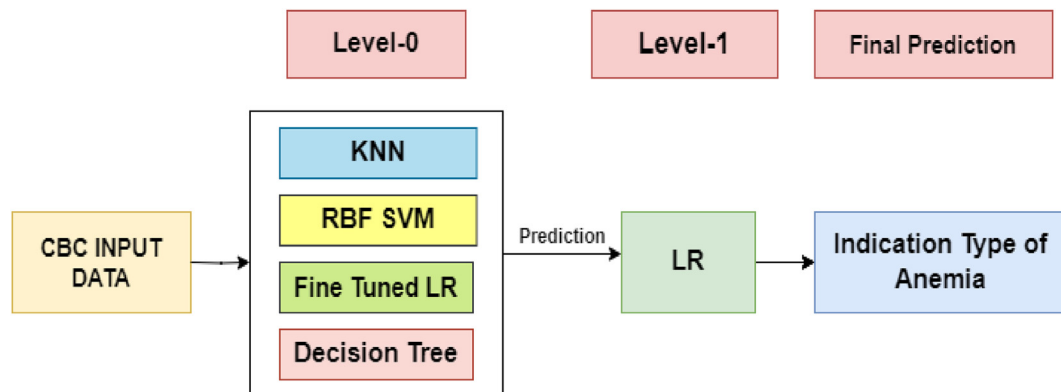 Level-0
Level-1
Final Prediction
KNN
RBF SVM
Fine Tuned LR
Decision Tree
CBC INPUT
DATA
Prediction
LR
Indication Type of
Anemia